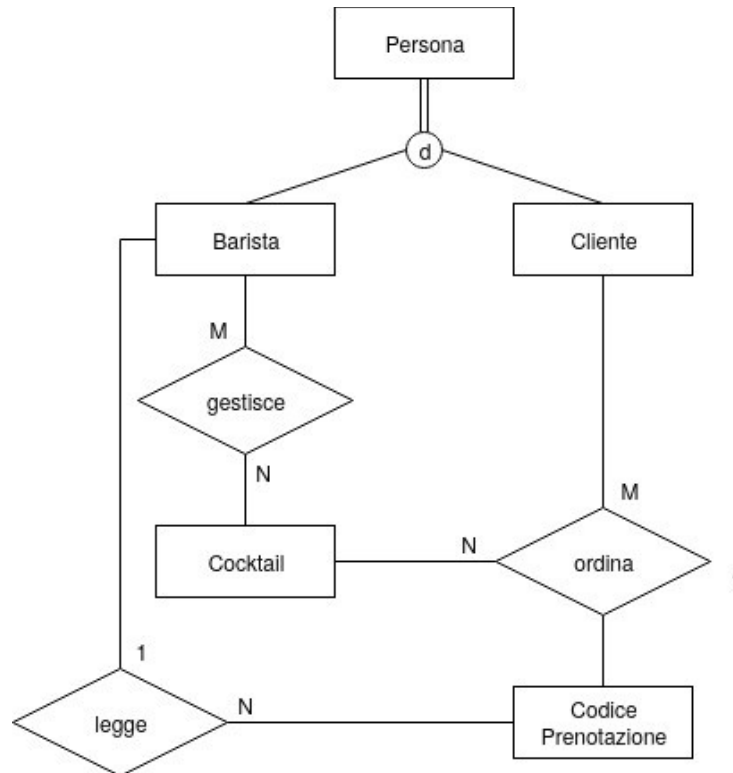 Persona
d
Barista
Cliente
M
gestisce
N
M
Cocktail
N
ordina
1
legge
N
Codice
Prenotazione